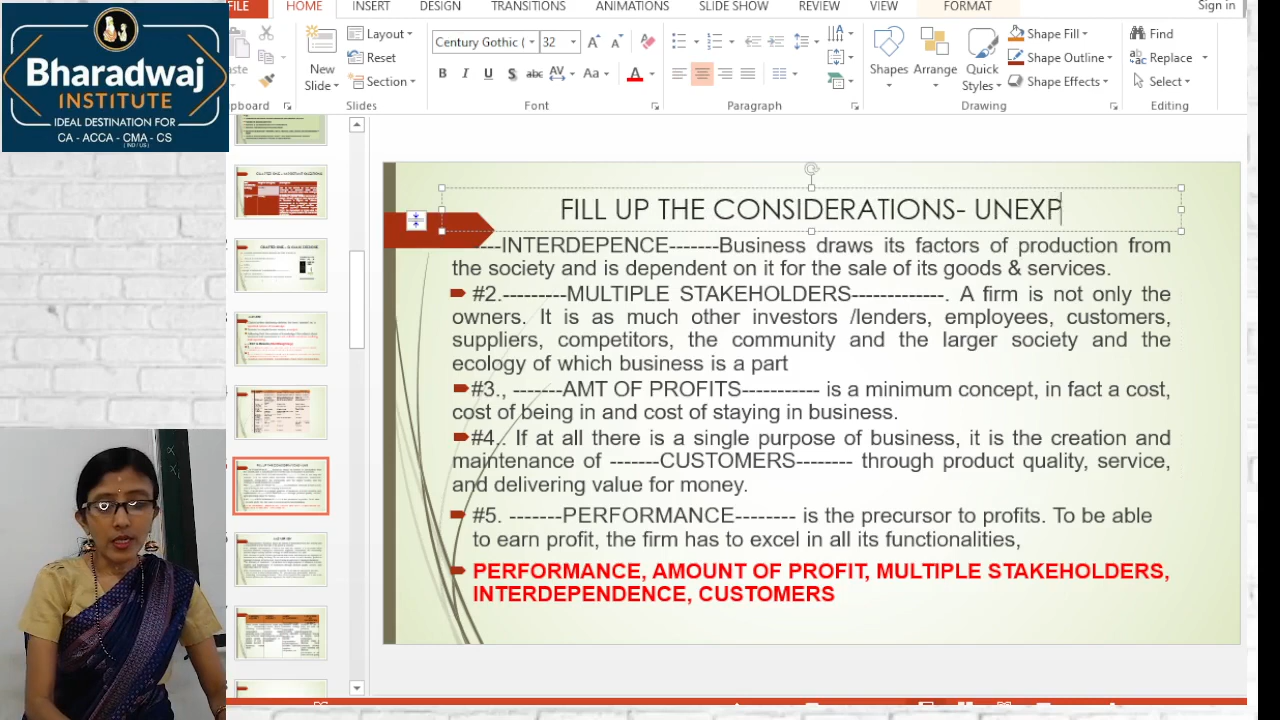 FILE HOME INSERT DESIGN TRANSITIONS ANIMATIONS SLIDE SHOW REVIEW VIEW FORMAT Sign in
Bharadwaj
INSTITUTE
IDEAL DESTINATION FOR
CA - ACCA - CMA - CS
( IND / US )
New
Slide
Layout
Reset
Section
Century Gothic ( 32
B I U S abc AV Aa A
Shapes Arrange Quick
Styles
Shape Fill
Shape Outline
Shape Effects
Find
Replace
Select
Slides Font Paragraph Drawing Editing
FILL UP THE CONSIDERATIONS- UNEXP
----INTERDEPENCE-------Business draws its factors of production from
the society and is dependent on it for the sale of its goods & services.
#2.---------MULTIPLE STAKEHOLDERS-------------. A firm is not only the
It is as much other investors /lenders,
the community and the larger society and the
ecology of which business is a part
#3., -------AMT OF PROFITS----------- is a minimum concept, in fact a cost,
cost of being in and cost of staying in business.
#4.. If at all there is a single purpose of business, it is the creation and
maintenance of -------CUSTOMERS-------- through product quality, service
and delivering value for money.
#5. --------PERFORMANCE--------- is the precursor to profits. To be able
to earn profit, the firm has to excel in all its functionalities,
PERFORMANCE, AMOUNT OF PROFIT, MULTIPLE STAKEHOLDERS,
INTERDEPENDENCE, CUSTOMERS